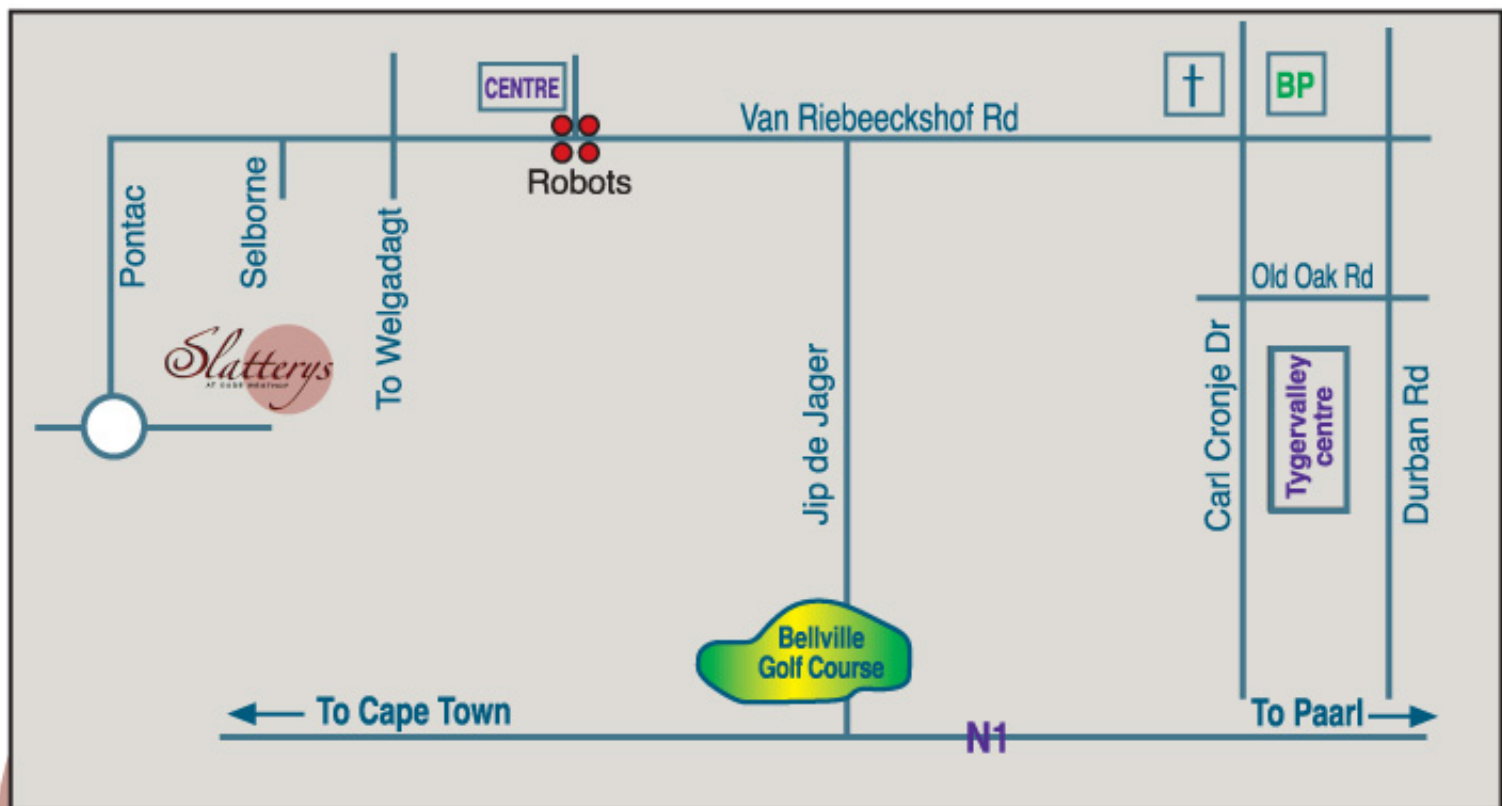 CENTRE
BP
Van Riebeeckshof Rd
Robots
Pontac
Selborne
To Welgadagt
Old Oak Rd
Slatterys
Jip de Jager
Carl Cronje Dr
Tygervalley
centre
Durban Rd
Bellville
Golf Course
To Cape Town
To Paarl
N1